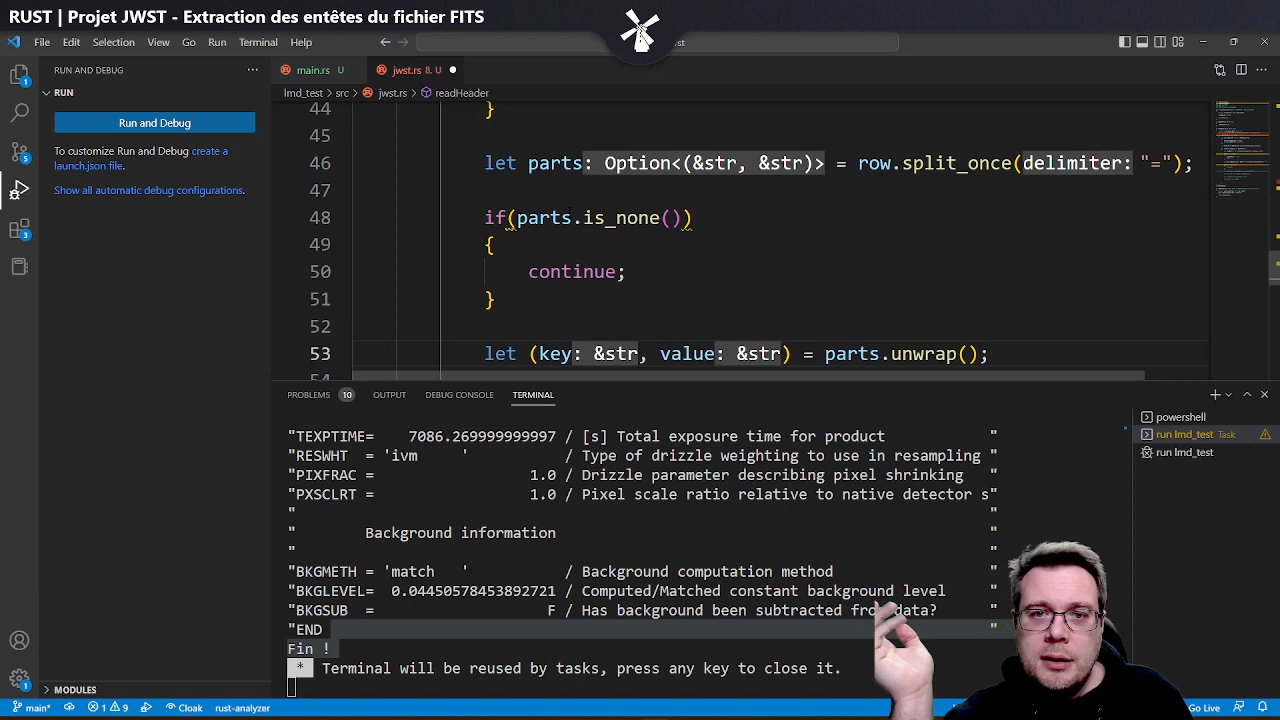 RUST | Projet JWST - Extraction des entêtes du fichier FITS
File Edit Selection View Go Run Terminal Help
RUN AND DEBUG
main.rs U jwst.rs 8, U
RUN
lmd_test > src > jwst.rs > readHeader
Run and Debug
To customize Run and Debug create a
launch.json file.
Show all automatic debug configurations.
44 }
45
46 let parts: Option<(&str, &str)> = row.split_once(delimiter: "=");
47
48 if(parts.is_none())
49 {
50 continue;
51 }
52
53 let (key: &str, value: &str) = parts.unwrap();
PROBLEMS 10 OUTPUT DEBUG CONSOLE TERMINAL
powershell
run lmd_test Task
run lmd_test
"TEXPTIME= 7086.269999999997 / [s] Total exposure time for product "
"RESWHT = 'ivm ' / Type of drizzle weighting to use in resampling "
"PIXFRAC = 1.0 / Drizzle parameter describing pixel shrinking "
"PXSCLRT = 1.0 / Pixel scale ratio relative to native detector s"
" "
" Background information "
" "
"BKGMETH = 'match ' / Background computation method "
"BKGLEVEL= 0.04450578453892721 / Computed/Matched constant background level "
"BKGSUB = F / Has background been subtracted from data? "
"END "
Fin !
* Terminal will be reused by tasks, press any key to close it.
MODULES
main* 1 9 Cloak rust-analyzer Go Live